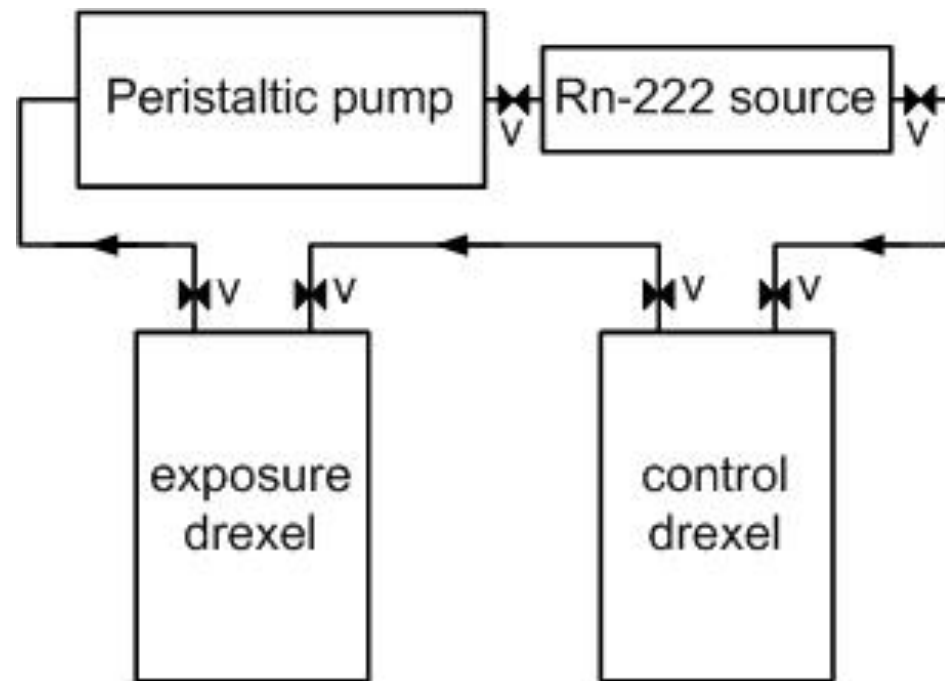 Peristaltic pump
V
Rn-222 source
V
V
V
V
V
exposure
drexel
control
drexel